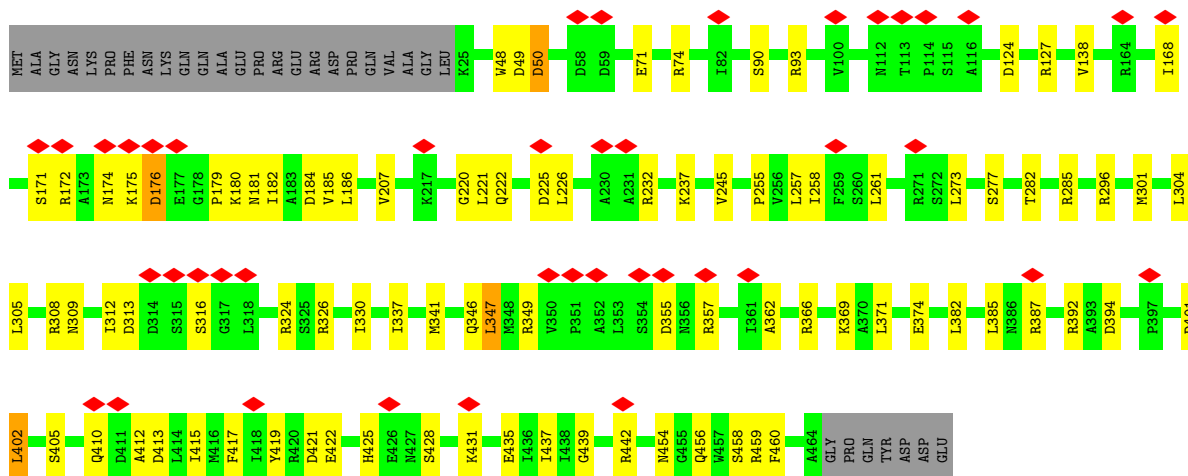 MET ALA GLY ASN LYS PRO PHE ASN LYS GLN GLN ALA GLU PRO ARG GLU ARG ASP PRO GLN VAL ALA GLY LEU K25 W48 D49 D50 D58 D59 E71 R74 I82 S90 R93 V100 N112 T113 P114 S115 A116 D124 R127 V138 R164 I168
S171 R172 A173 N174 K175 D176 E177 G178 P179 K180 N181 I182 A183 D184 V185 L186 V207 K217 G220 L221 Q222 D225 L226 A230 A231 R232 K237 V245 P255 V256 L257 I258 F259 S260 L261 R271 S272 L273 S277 T282 R285 R296 M301 L304
L305 R308 N309 I312 D313 D314 S315 S316 G317 L318 R324 S325 R326 I330 I337 M341 Q346 L347 M348 R349 V350 P351 A352 L353 S354 D355 N356 R357 I361 A362 R366 K369 A370 L371 E374 L382 L385 N386 R387 R392 A393 D394 P397
L402 S405 Q410 D411 A412 D413 L414 I415 M416 F417 I418 Y419 R420 D421 E422 H425 E426 N427 S428 K431 E435 I436 I437 I438 G439 R442 N454 G455 Q456 W457 S458 R459 F460 A464 GLY PRO GLN TYR ASP ASP GLU